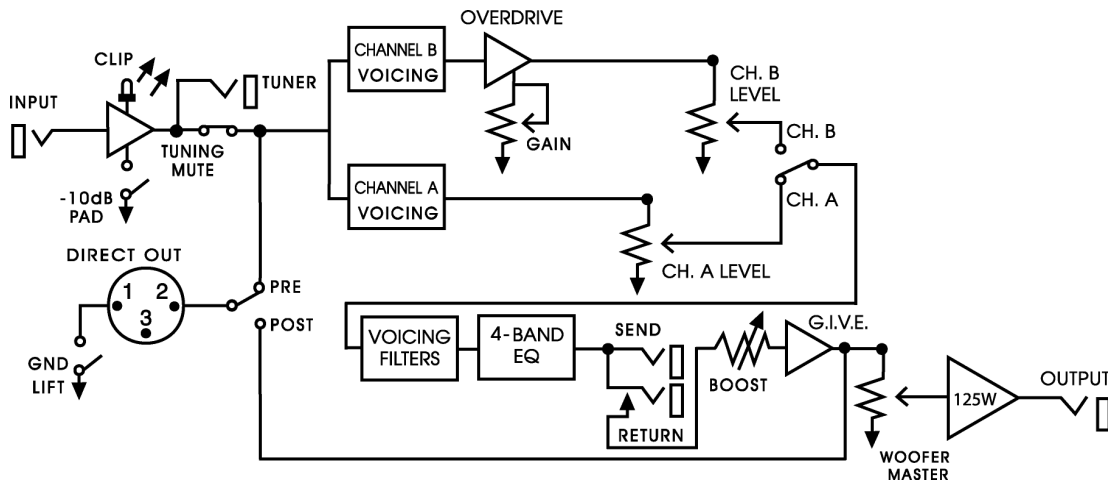 OVERDRIVE
CLIP
CHANNEL B
VOICING
TUNER
CH. B
LEVEL
INPUT
CH. B
GAIN
TUNING
MUTE
-10dB
PAD
CHANNEL A
VOICING
CH. A
DIRECT OUT
CH. A LEVEL
1
2
3
PRE
POST
GND
LIFT
VOICING
FILTERS
4-BAND
EQ
SEND
RETURN
BOOST
G.I.V.E.
125W
OUTPUT
WOOFER
MASTER